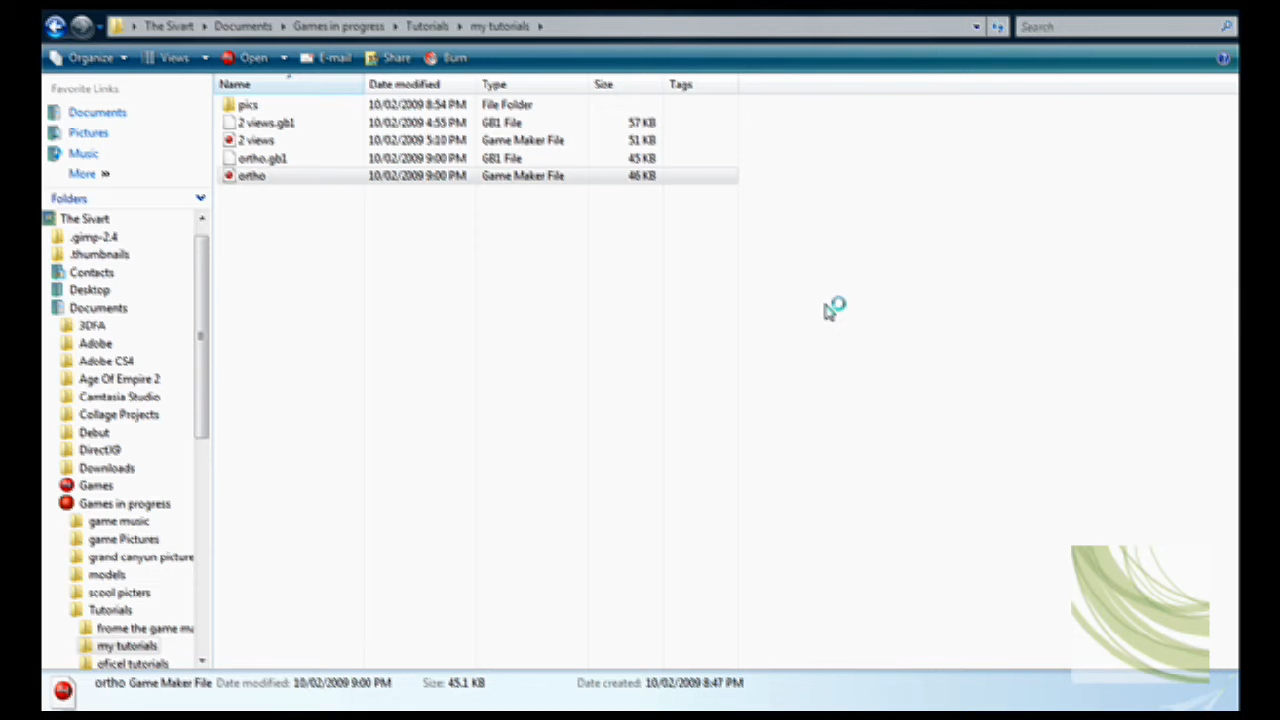 The Sivart Documents Games in progress Tutorials my tutorials Search
Organize Views Open E-mail Share Burn
Favorite Links
Documents
Pictures
Music
More »
Folders
The Sivart
.gimp-2.4
.thumbnails
Contacts
Desktop
Documents
3DFA
Adobe
Adobe CS4
Age Of Empire 2
Camtasia Studio
Collage Projects
Debut
DirectX9
Downloads
Games
Games in progress
game music
game Pictures
grand canyun picture
models
scool picters
Tutorials
frome the game ma
my tutorials
oficel tutorials
Name Date modified Type Size Tags
pics 10/02/2009 8:54 PM File Folder
2 views.gb1 10/02/2009 4:55 PM GB1 File 57 KB
2 views 10/02/2009 5:10 PM Game Maker File 51 KB
ortho.gb1 10/02/2009 9:00 PM GB1 File 45 KB
ortho 10/02/2009 9:00 PM Game Maker File 46 KB
ortho Game Maker File Date modified: 10/02/2009 9:00 PM Size: 45.1 KB Date created: 10/02/2009 8:47 PM